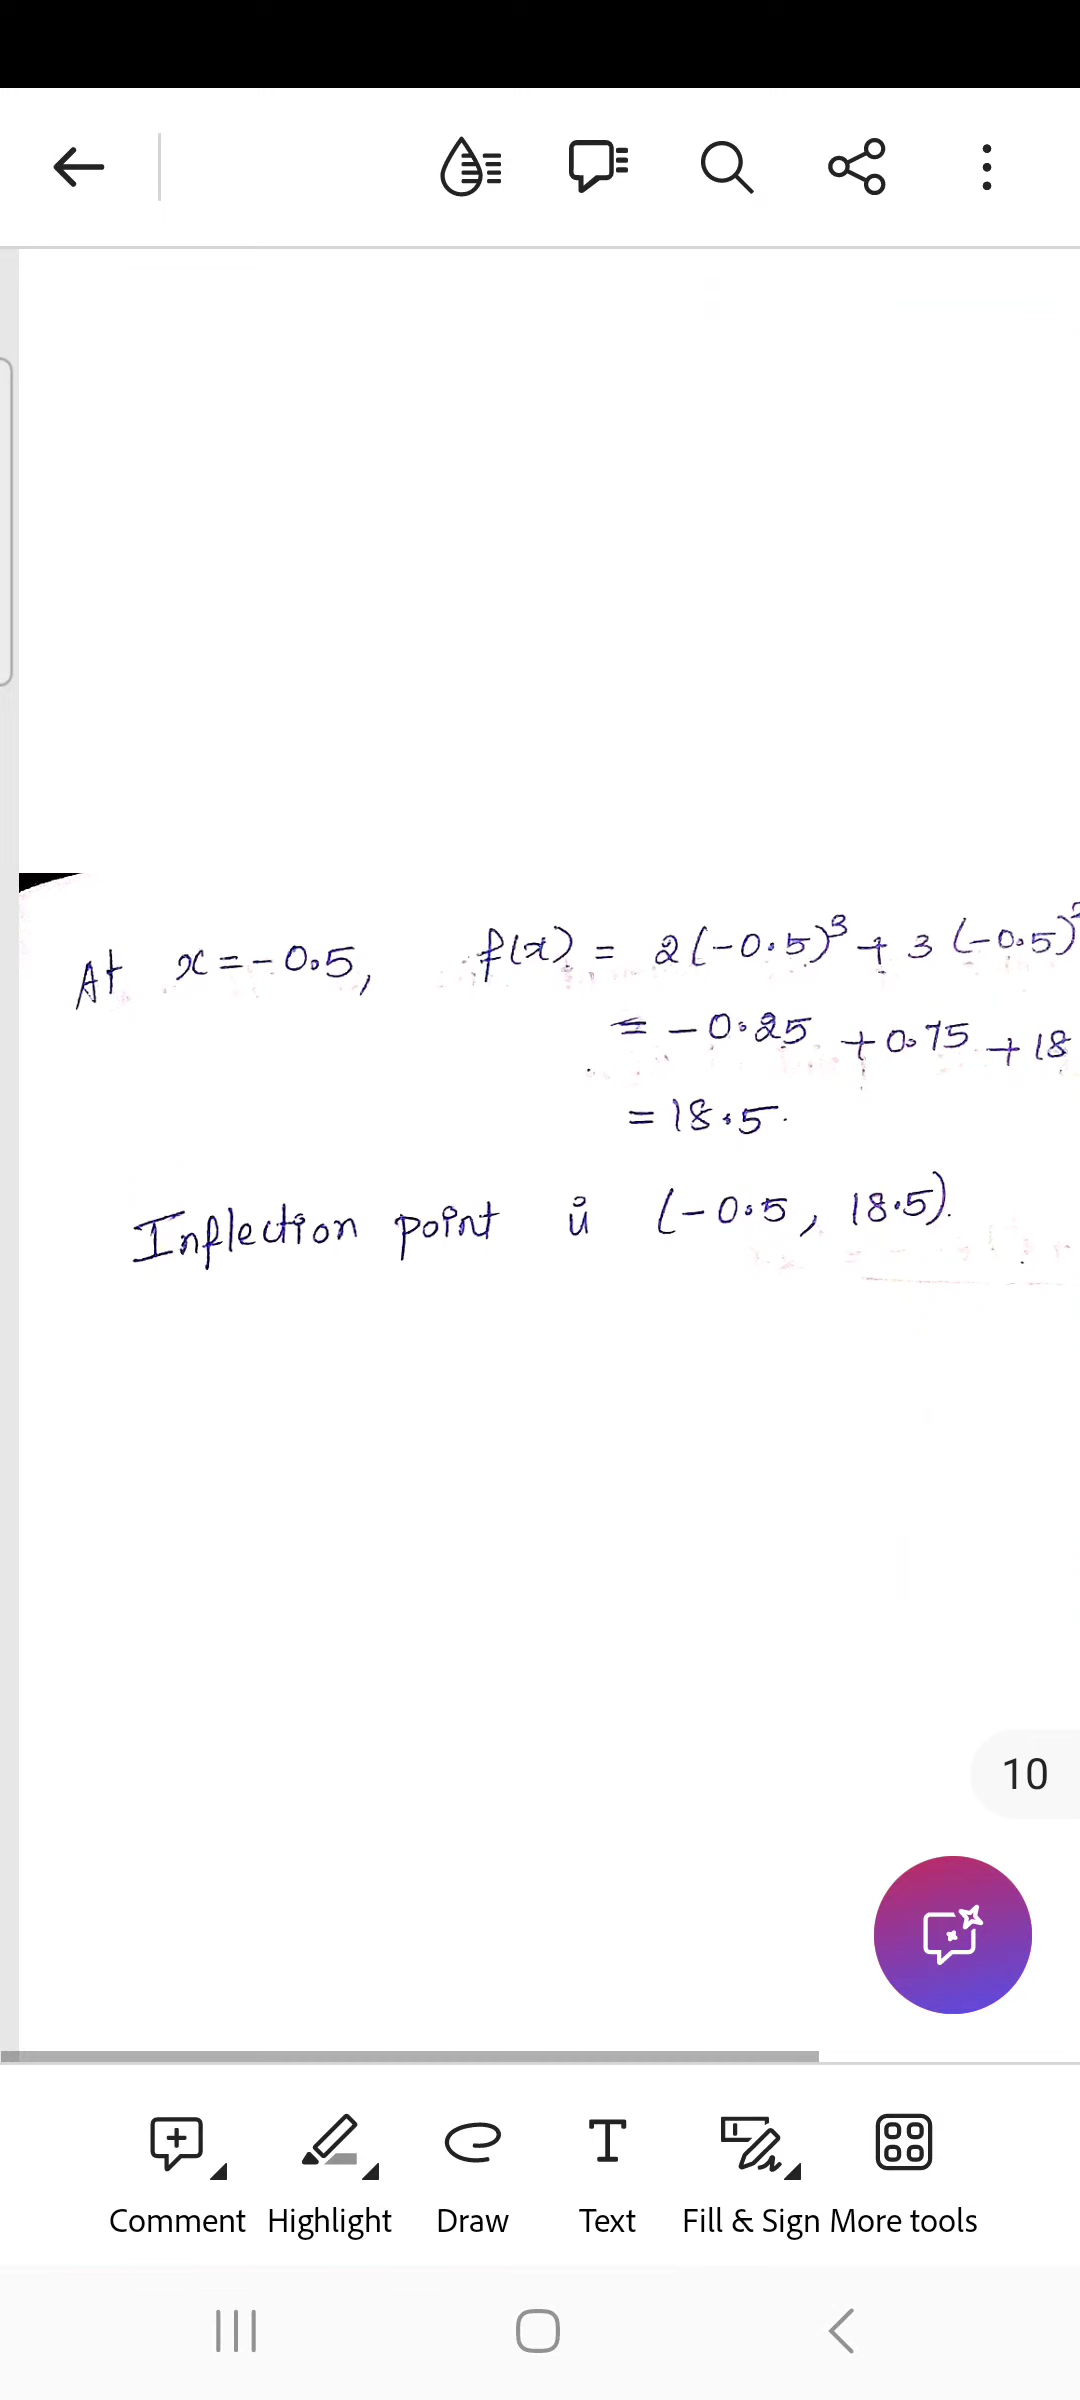 At x = -0.5, f(x) = 2(-0.5)³ + 3(-0.5)
= -0.25 + 0.75 + 18
= 18.5.
Inflection point is (-0.5, 18.5).
10
Comment Highlight Draw Text Fill & Sign More tools